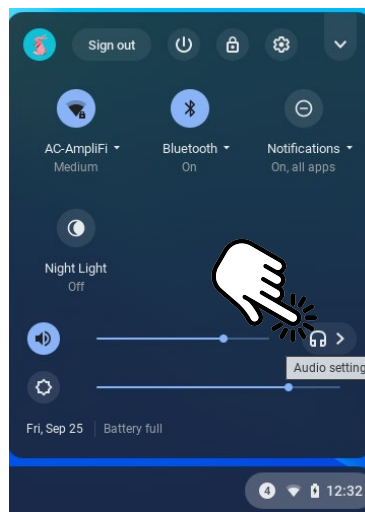 Sign out
AC-AmpliFi
Medium
Bluetooth
On
Notifications
On, all apps
Night Light
Off
Audio setting
Fri, Sep 25
Battery full
4
12:32